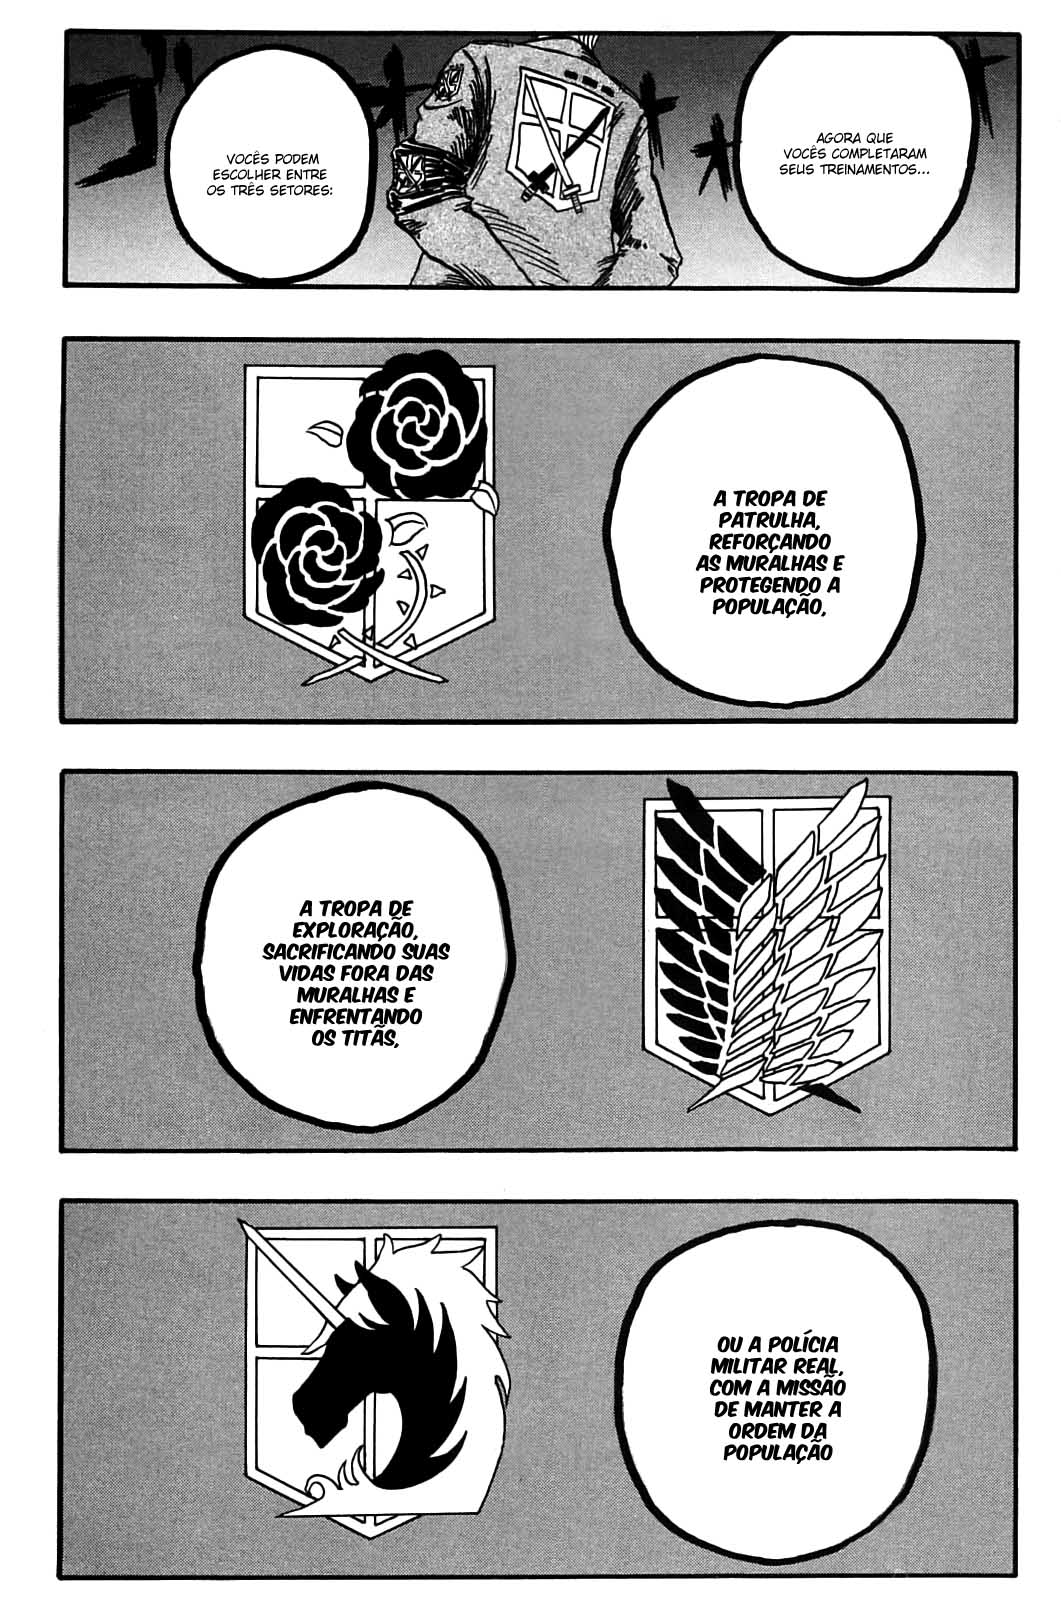 AGORA QUE
VOCÊS COMPLETARAM
SEUS TREINAMENTOS...
VOCÊS PODEM
ESCOLHER ENTRE
OS TRÊS SETORES:
A TROPA DE
PATRULHA,
REFORÇANDO
AS MURALHAS E
PROTEGENDO A
POPULAÇÃO,
A TROPA DE
EXPLORAÇÃO,
SACRIFICANDO SUAS
VIDAS FORA DAS
MURALHAS E
ENFRENTANDO
OS TITÃS,
OU A POLÍCIA
MILITAR REAL,
COM A MISSÃO
DE MANTER A
ORDEM DA
POPULAÇÃO